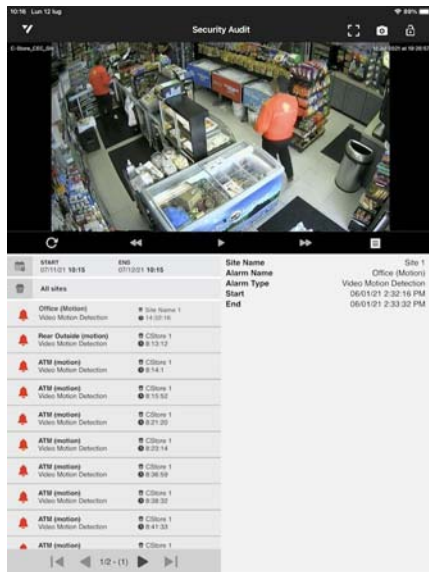 10:16 Lun 12 lug
99%
Security Audit
START
07/11/21 10:15
END
07/12/21 10:15
All sites
Office (Motion)
Video Motion Detection
Site Name 1
14:32:16
Rear Outside (motion)
Video Motion Detection
CStore 1
8:13:12
ATM (motion)
Video Motion Detection
CStore 1
8:14:1
ATM (motion)
Video Motion Detection
CStore 1
8:15:52
ATM (motion)
Video Motion Detection
CStore 1
8:21:20
ATM (motion)
Video Motion Detection
CStore 1
8:23:14
ATM (motion)
Video Motion Detection
CStore 1
8:36:59
ATM (motion)
Video Motion Detection
CStore 1
8:38:32
ATM (motion)
Video Motion Detection
CStore 1
8:41:33
ATM (motion)
CStore 1
1/2 - (1)
Site Name Site 1
Alarm Name Office (Motion)
Alarm Type Video Motion Detection
Start 06/01/21 2:32:16 PM
End 06/01/21 2:33:32 PM